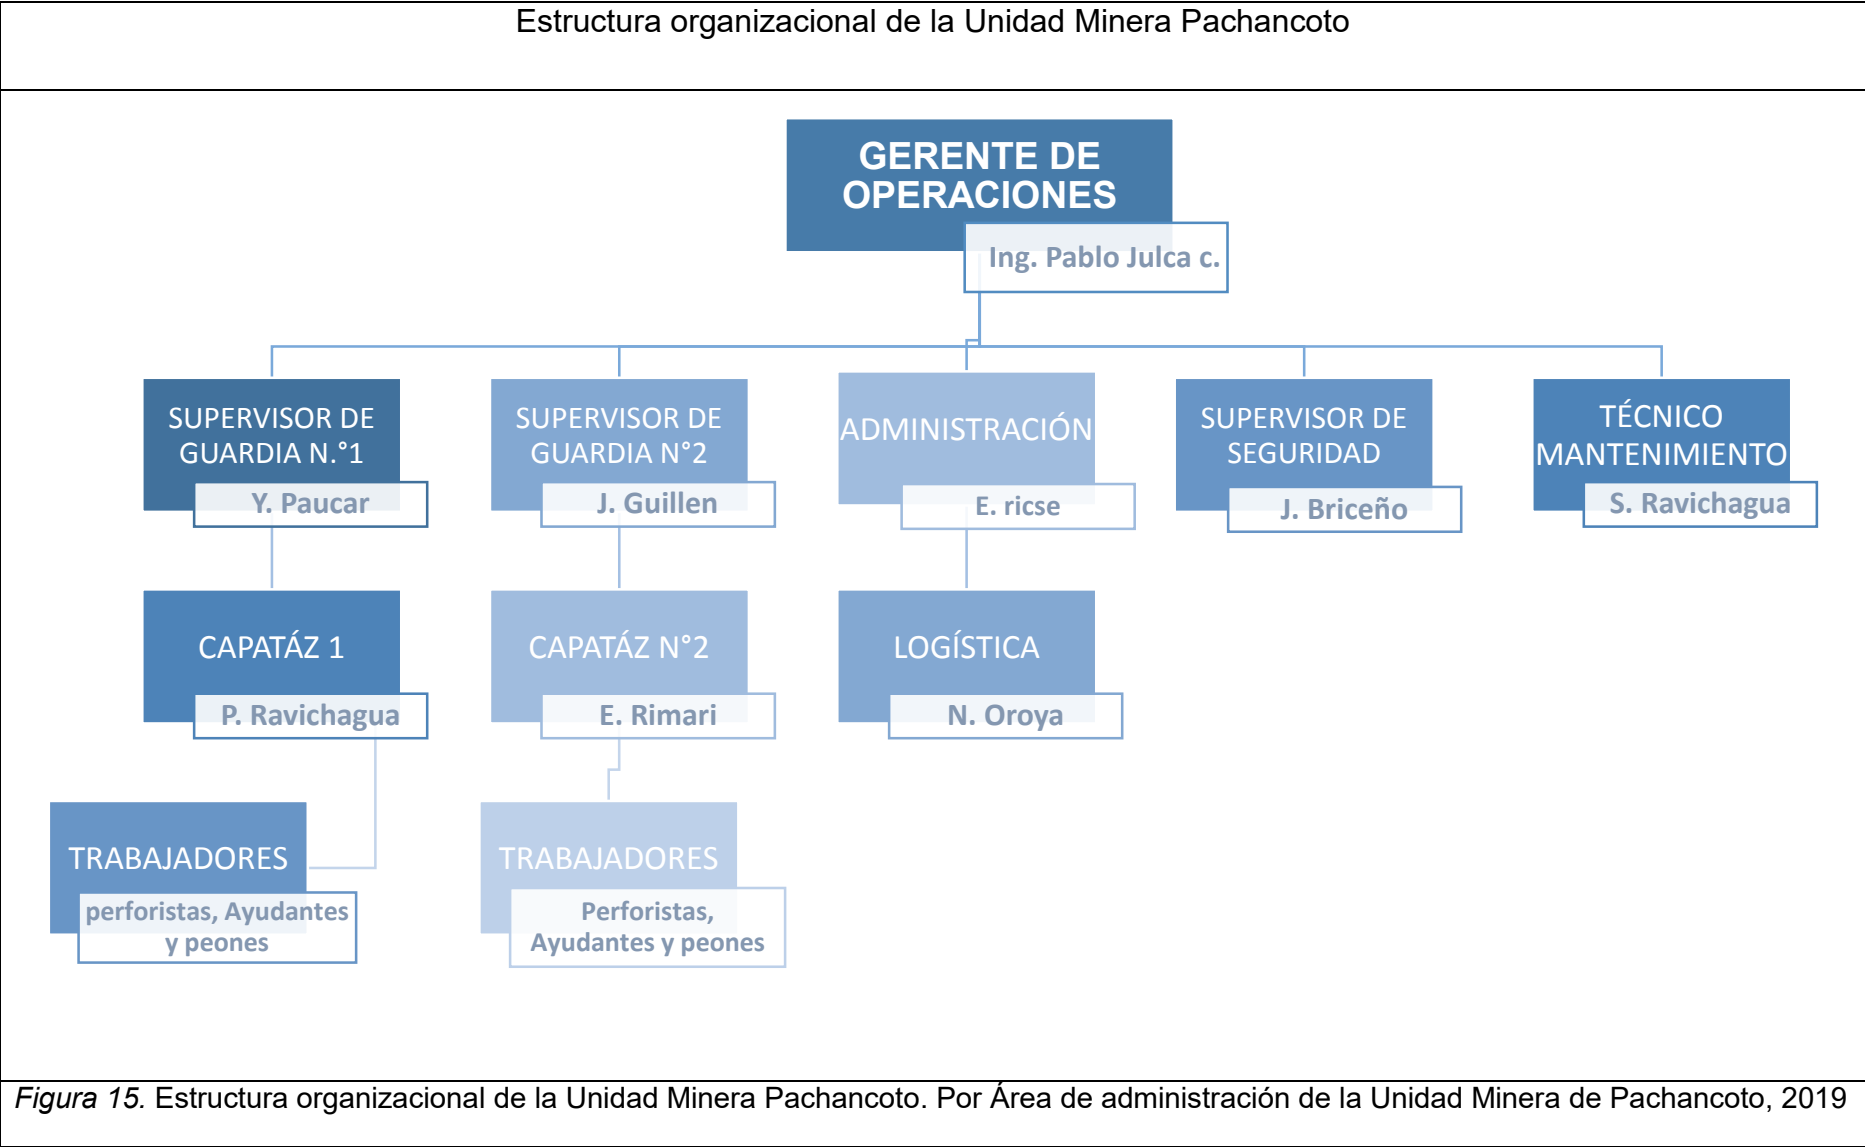 Estructura organizacional de la Unidad Minera Pachancoto
GERENTE DE
OPERACIONES
Ing. Pablo Julca c.
SUPERVISOR DE
GUARDIA N.°1
Y. Paucar
SUPERVISOR DE
GUARDIA N°2
J. Guillen
ADMINISTRACIÓN
E. ricse
SUPERVISOR DE
SEGURIDAD
J. Briceño
TÉCNICO
MANTENIMIENTO
S. Ravichagua
CAPATÁZ 1
P. Ravichagua
CAPATÁZ N°2
E. Rimari
LOGÍSTICA
N. Oroya
TRABAJADORES
perforistas, Ayudantes
y peones
TRABAJADORES
Perforistas,
Ayudantes y peones
Figura 15. Estructura organizacional de la Unidad Minera Pachancoto. Por Área de administración de la Unidad Minera de Pachancoto, 2019